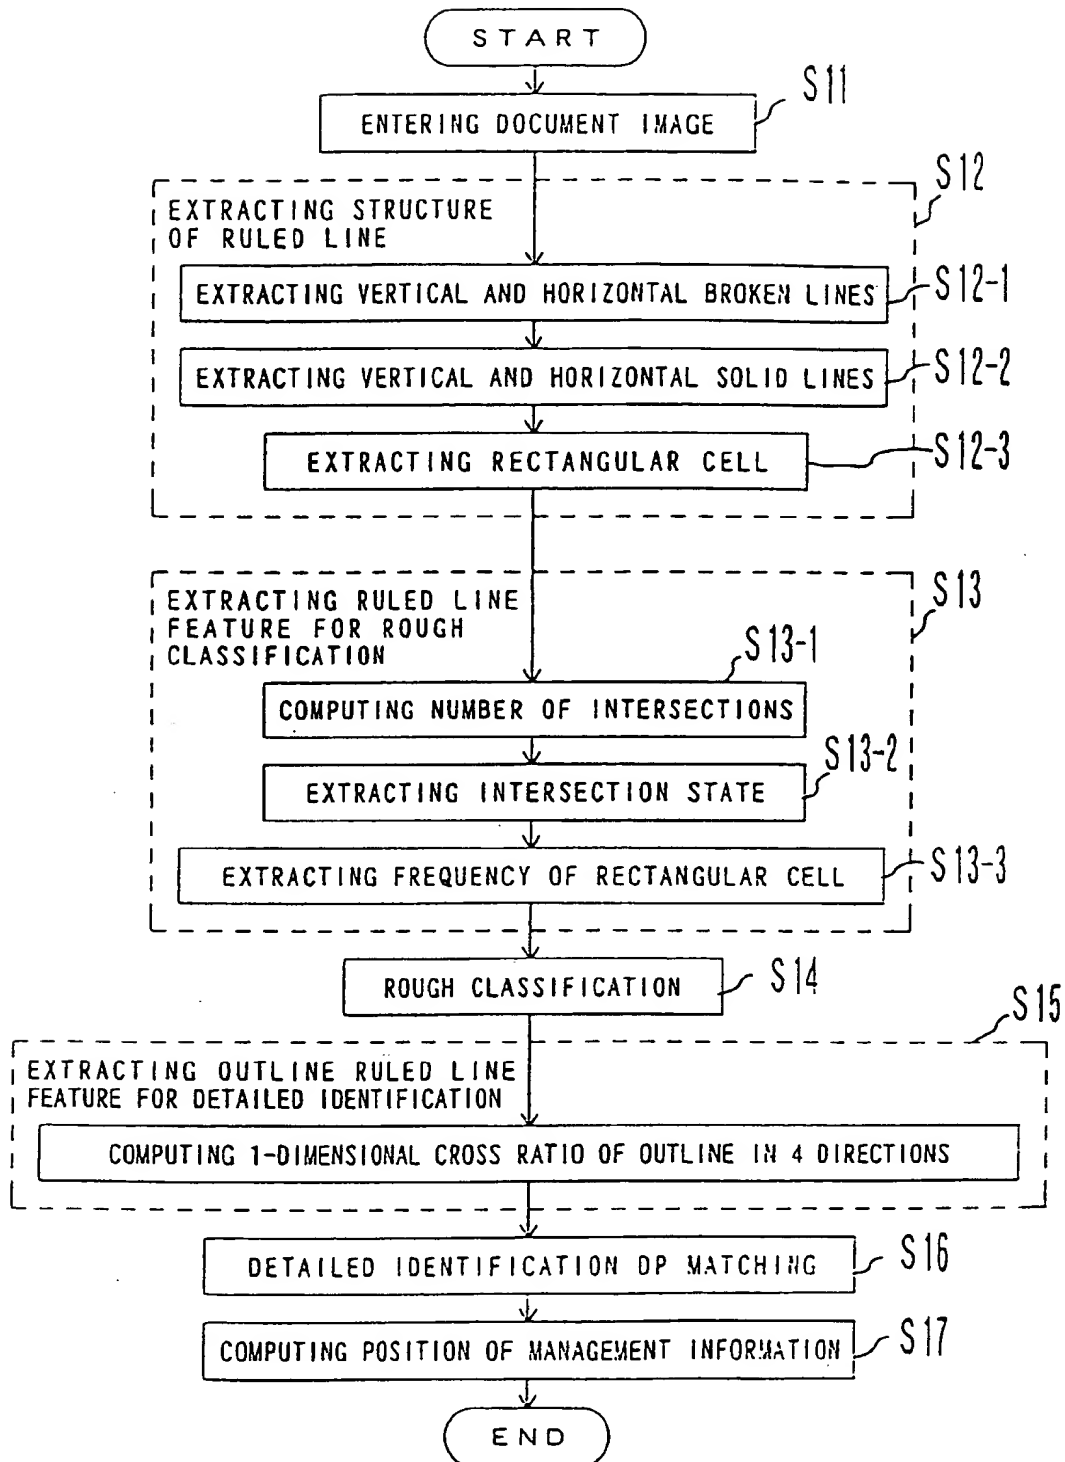 START
S11
ENTERING DOCUMENT IMAGE
S12
EXTRACTING STRUCTURE
OF RULED LINE
EXTRACTING VERTICAL AND HORIZONTAL BROKEN LINES
S12-1
EXTRACTING VERTICAL AND HORIZONTAL SOLID LINES
S12-2
EXTRACTING RECTANGULAR CELL
S12-3
S13
EXTRACTING RULED LINE
FEATURE FOR ROUGH
CLASSIFICATION
S13-1
COMPUTING NUMBER OF INTERSECTIONS
S13-2
EXTRACTING INTERSECTION STATE
EXTRACTING FREQUENCY OF RECTANGULAR CELL
S13-3
ROUGH CLASSIFICATION
S14
S15
EXTRACTING OUTLINE RULED LINE
FEATURE FOR DETAILED IDENTIFICATION
COMPUTING 1-DIMENSIONAL CROSS RATIO OF OUTLINE IN 4 DIRECTIONS
DETAILED IDENTIFICATION DP MATCHING
S16
COMPUTING POSITION OF MANAGEMENT INFORMATION
S17
END